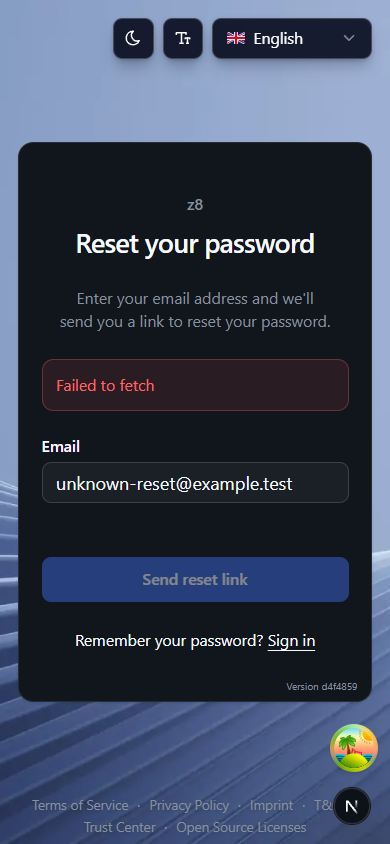 English
z8
Reset your password
Enter your email address and we'll
send you a link to reset your password.
Failed to fetch
Email
unknown-reset@example.test
Send reset link
Remember your password? Sign in
Version d4f4859
Terms of Service · Privacy Policy · Imprint · T&
N
Trust Center · Open Source Licenses